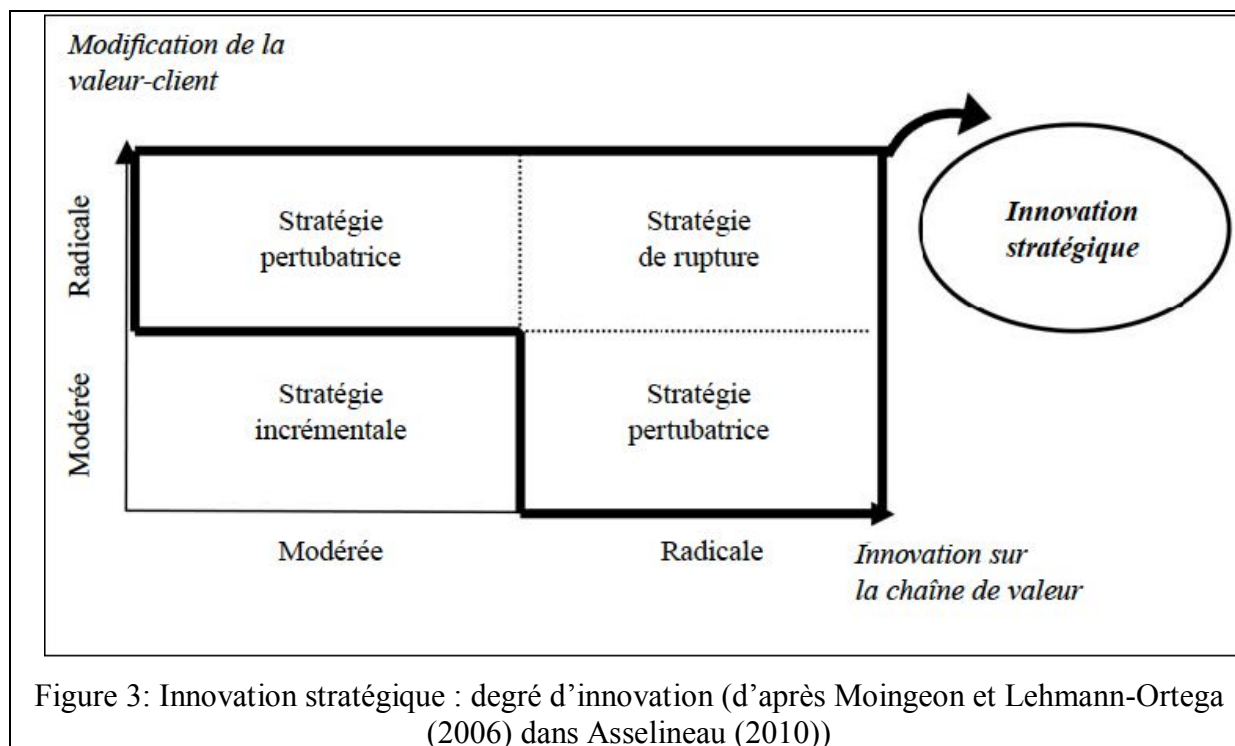 Modification de la
valeur-client
Radicale
Stratégie
pertubatrice
Stratégie
de rupture
Innovation
stratégique
Modérée
Stratégie
incrémentale
Stratégie
pertubatrice
Modérée
Radicale
Innovation sur
la chaîne de valeur
Figure 3: Innovation stratégique : degré d’innovation (d’après Moingeon et Lehmann-Ortega
(2006) dans Asselineau (2010))